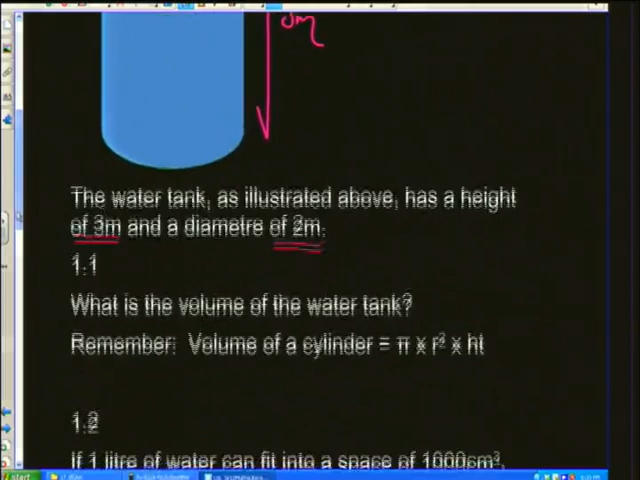 3m
The water tank, as illustrated above, has a height
of 3m and a diametre of 2m.
1.1
What is the volume of the water tank?
Remember: Volume of a cylinder = π x r² x ht
1.2
If 1 litre of water can fit into a space of 1000cm³,
start